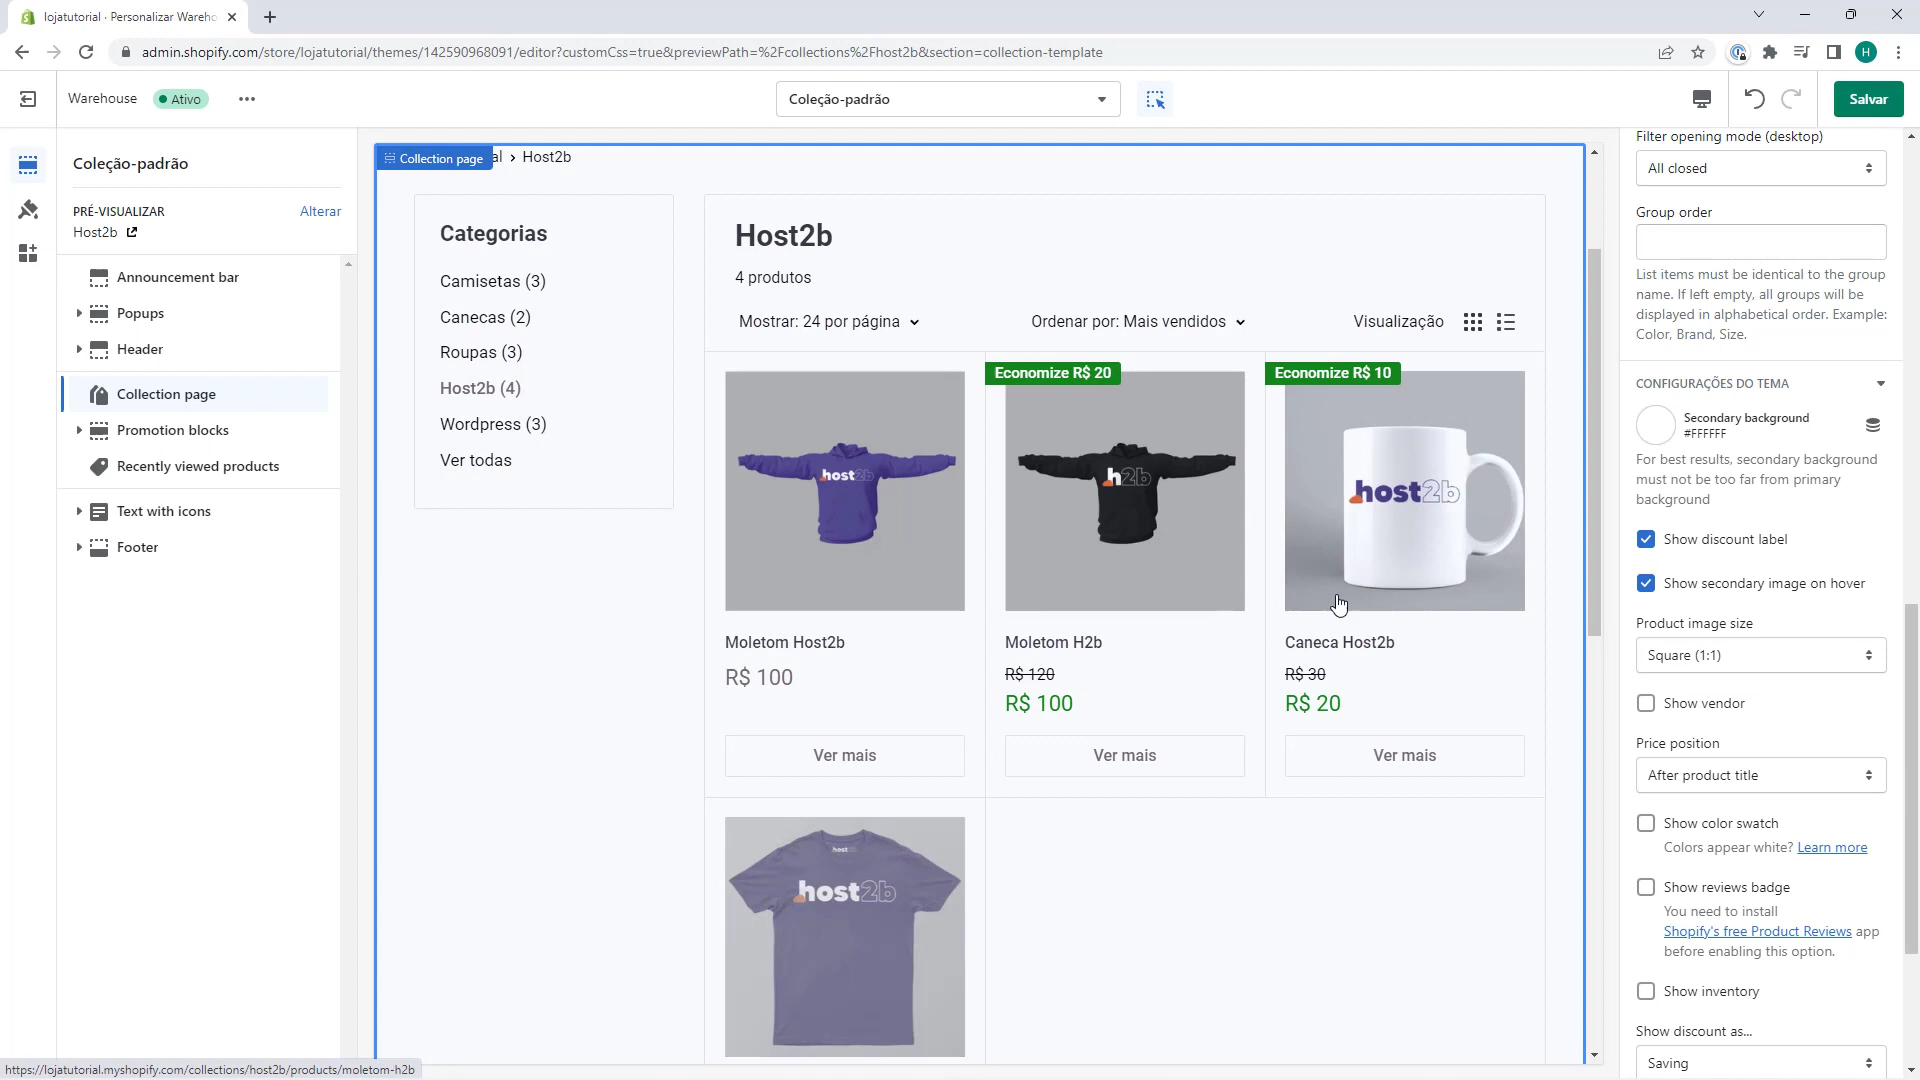 lojatutorial · Personalizar Wareho
admin.shopify.com/store/lojatutorial/themes/142590968091/editor?customCss=true&previewPath=%2Fcollections%2Fhost2b&section=collection-template
H
Warehouse
Ativo
Coleção-padrão
Salvar
Coleção-padrão
PRÉ-VISUALIZAR
Alterar
Host2b
Announcement bar
Popups
Header
Collection page
Promotion blocks
Recently viewed products
Text with icons
Footer
Collection page
al › Host2b
Categorias
Camisetas (3)
Canecas (2)
Roupas (3)
Host2b (4)
Wordpress (3)
Ver todas
Host2b
4 produtos
Mostrar: 24 por página
Ordenar por: Mais vendidos
Visualização
Economize R$ 20
Economize R$ 10
host2b
h2b
host2b
Moletom Host2b
Moletom H2b
Caneca Host2b
R$ 100
R$ 120
R$ 100
R$ 30
R$ 20
Ver mais
Ver mais
Ver mais
host
host2b
Filter opening mode (desktop)
All closed
Group order
List items must be identical to the group
name. If left empty, all groups will be
displayed in alphabetical order. Example:
Color, Brand, Size.
CONFIGURAÇÕES DO TEMA
Secondary background
#FFFFFF
For best results, secondary background
must not be too far from primary
background
Show discount label
Show secondary image on hover
Product image size
Square (1:1)
Show vendor
Price position
After product title
Show color swatch
Colors appear white? Learn more
Show reviews badge
You need to install
Shopify's free Product Reviews app
before enabling this option.
Show inventory
Show discount as...
Saving
https://lojatutorial.myshopify.com/collections/host2b/products/moletom-h2b